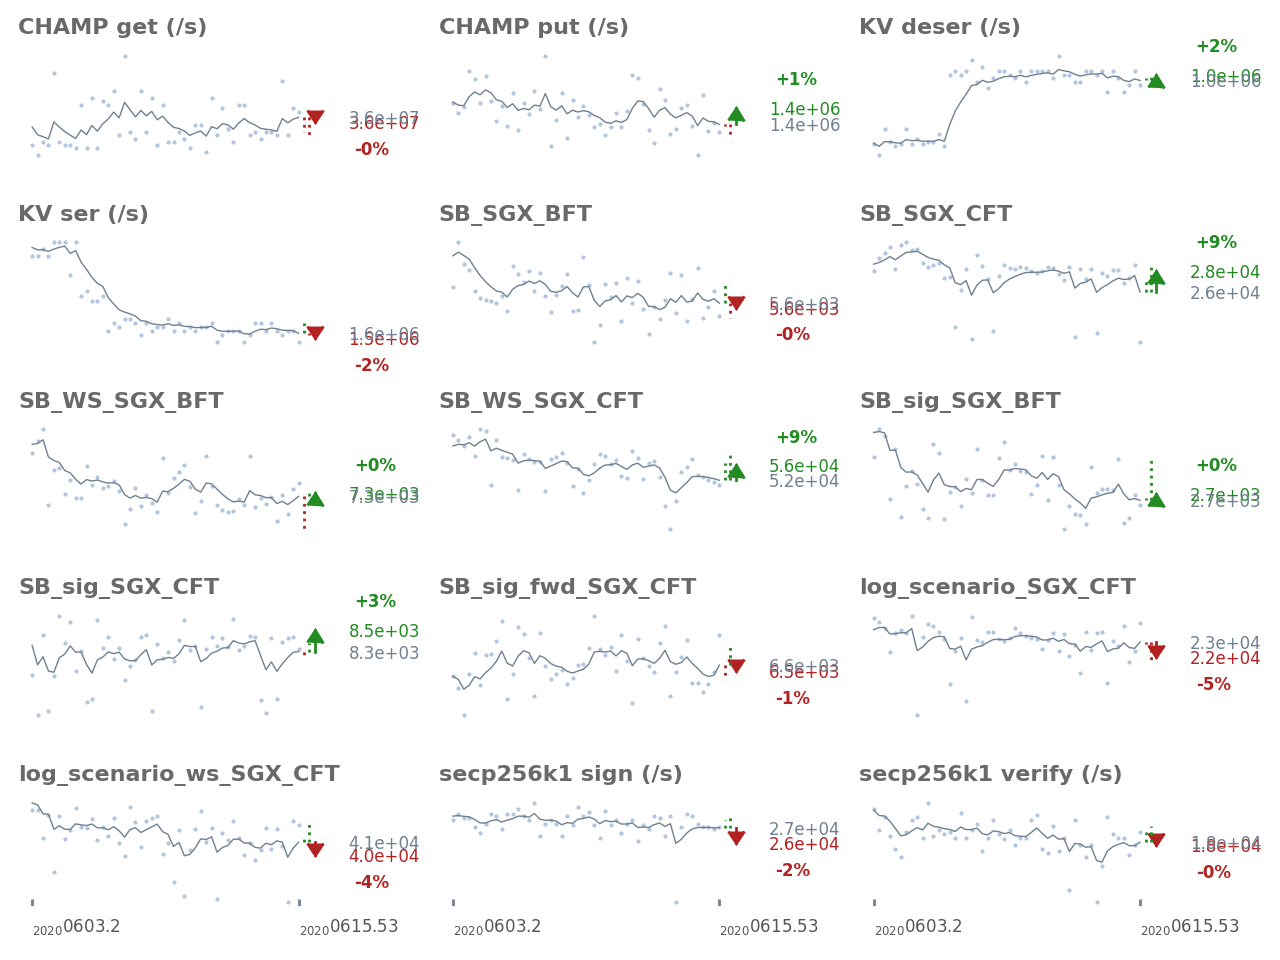 CHAMP get (/s)
3.6e+07
3.6e+07
-0%
CHAMP put (/s)
+1%
1.4e+06
1.4e+06
KV deser (/s)
+2%
1.0e+06
1.0e+06
KV ser (/s)
1.6e+06
1.5e+06
-2%
SB_SGX_BFT
5.6e+03
5.6e+03
-0%
SB_SGX_CFT
+9%
2.8e+04
2.6e+04
SB_WS_SGX_BFT
+0%
7.3e+03
7.3e+03
SB_WS_SGX_CFT
+9%
5.6e+04
5.2e+04
SB_sig_SGX_BFT
+0%
2.7e+03
2.7e+03
SB_sig_SGX_CFT
+3%
8.5e+03
8.3e+03
SB_sig_fwd_SGX_CFT
6.6e+03
6.5e+03
-1%
log_scenario_SGX_CFT
2.3e+04
2.2e+04
-5%
log_scenario_ws_SGX_CFT
4.1e+04
4.0e+04
-4%
20200603.2
20200615.53
secp256k1 sign (/s)
2.7e+04
2.6e+04
-2%
20200603.2
20200615.53
secp256k1 verify (/s)
1.8e+04
1.8e+04
-0%
20200603.2
20200615.53